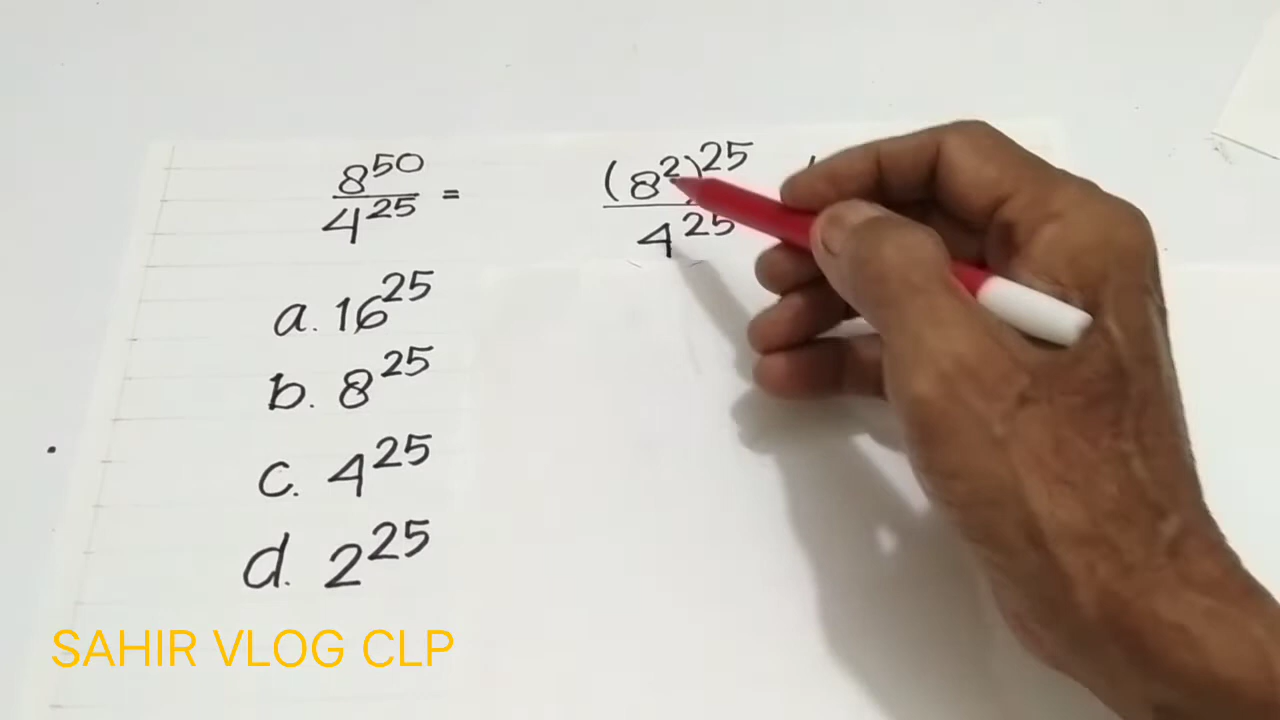 8^50 / 4^25 = (8^2)^25 / 4^25
a. 16^25
b. 8^25
c. 4^25
d. 2^25
SAHIR VLOG CLP